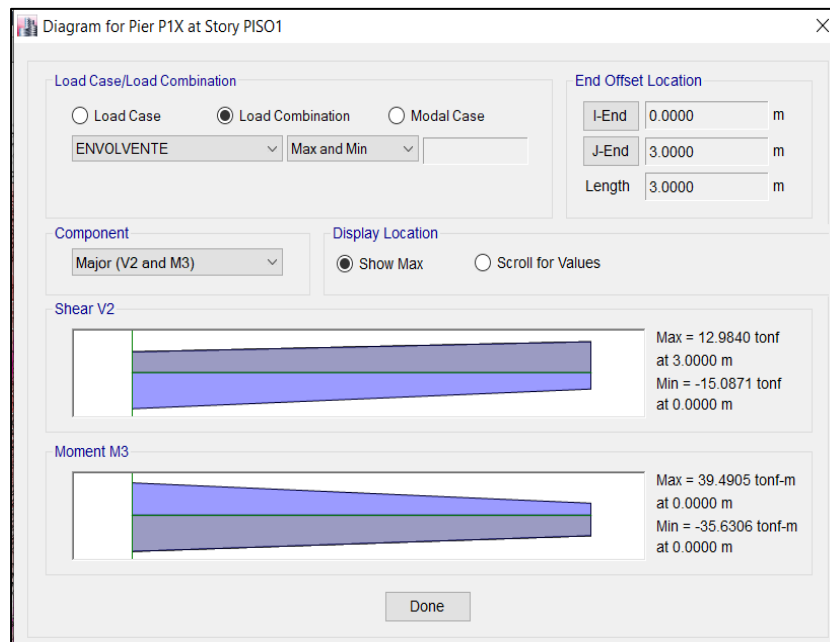 Diagram for Pier P1X at Story PISO1
Load Case/Load Combination
Load Case
Load Combination
Modal Case
ENVOLVENTE
Max and Min
End Offset Location
I-End
0.0000
m
J-End
3.0000
m
Length
3.0000
m
Component
Major (V2 and M3)
Display Location
Show Max
Scroll for Values
Shear V2
Max = 12.9840 tonf
at 3.0000 m
Min = -15.0871 tonf
at 0.0000 m
Moment M3
Max = 39.4905 tonf-m
at 0.0000 m
Min = -35.6306 tonf-m
at 0.0000 m
Done